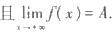 且 lim f′(x) = A.
x→+∞